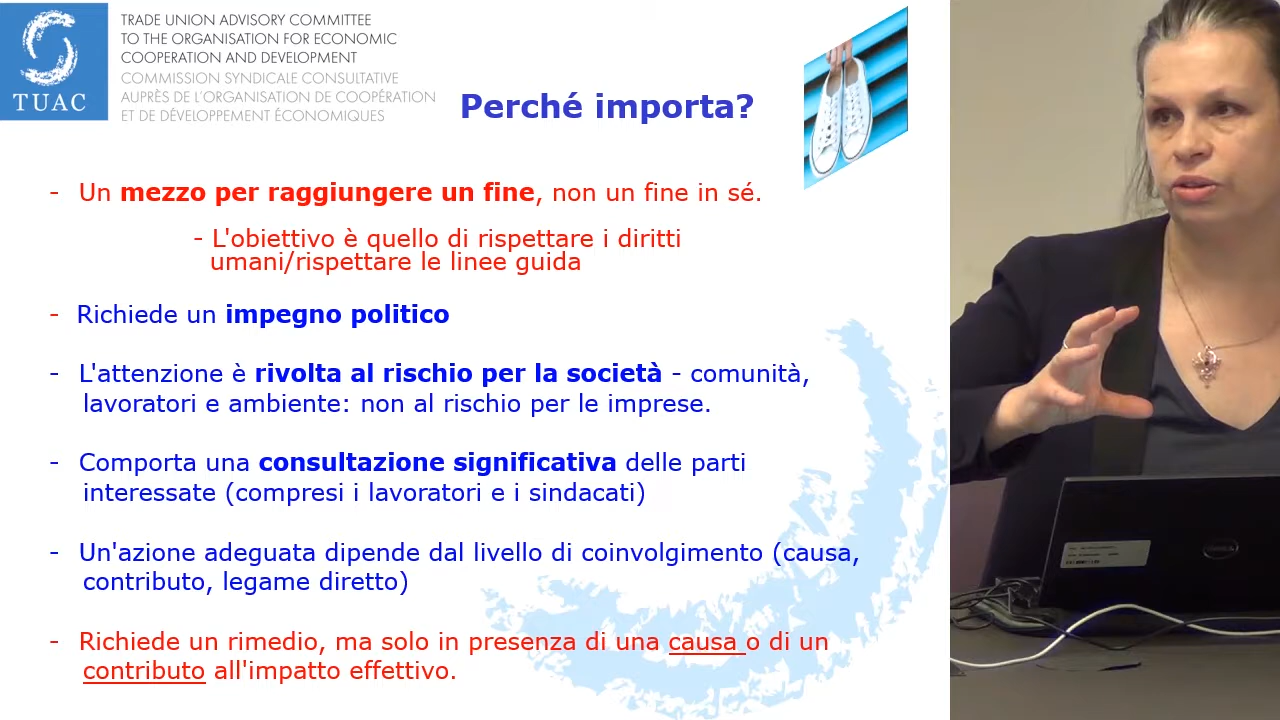 TRADE UNION ADVISORY COMMITTEE
TO THE ORGANISATION FOR ECONOMIC
COOPERATION AND DEVELOPMENT
COMMISSION SYNDICALE CONSULTATIVE
AUPRÈS DE L'ORGANISATION DE COOPÉRATION
ET DE DÉVELOPPEMENT ÉCONOMIQUES
TUAC
Perché importa?
- Un mezzo per raggiungere un fine, non un fine in sé.
- L'obiettivo è quello di rispettare i diritti
umani/rispettare le linee guida
- Richiede un impegno politico
- L'attenzione è rivolta al rischio per la società - comunità,
lavoratori e ambiente: non al rischio per le imprese.
- Comporta una consultazione significativa delle parti
interessate (compresi i lavoratori e i sindacati)
- Un'azione adeguata dipende dal livello di coinvolgimento (causa,
contributo, legame diretto)
- Richiede un rimedio, ma solo in presenza di una causa o di un
contributo all'impatto effettivo.